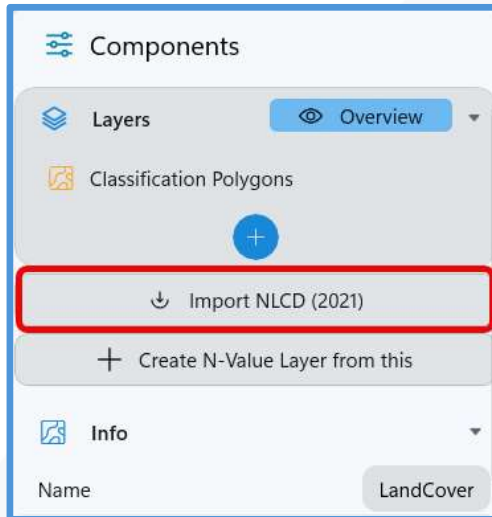 Components
Layers Overview
Classification Polygons
Import NLCD (2021)
Create N-Value Layer from this
Info
Name LandCover